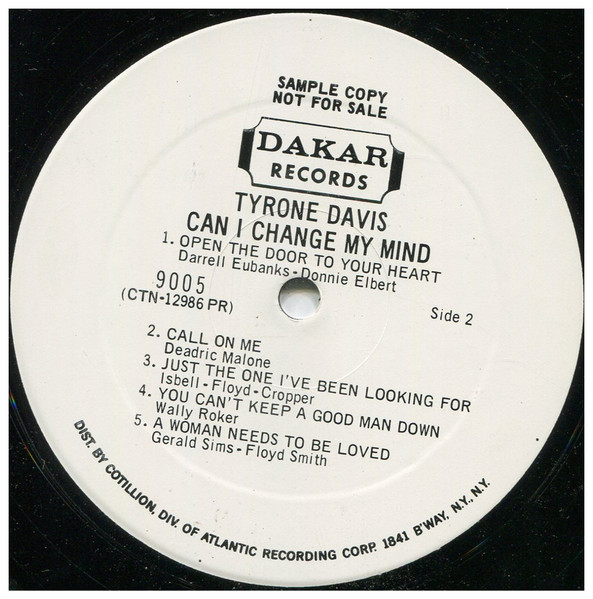 SAMPLE COPY
NOT FOR SALE
DAKAR
RECORDS
TYRONE DAVIS
CAN I CHANGE MY MIND
1. OPEN THE DOOR TO YOUR HEART
Darrell Eubanks - Donnie Elbert
9005
(CTN-12986 PR)
Side 2
2. CALL ON ME
Deadric Malone
3. JUST THE ONE I'VE BEEN LOOKING FOR
Isbell - Floyd - Cropper
4. YOU CAN'T KEEP A GOOD MAN DOWN
Wally Roker
5. A WOMAN NEEDS TO BE LOVED
Gerald Sims - Floyd Smith
DIST. BY COTILLION, DIV. OF ATLANTIC RECORDING CORP. 1841 B'WAY, N.Y., N.Y.